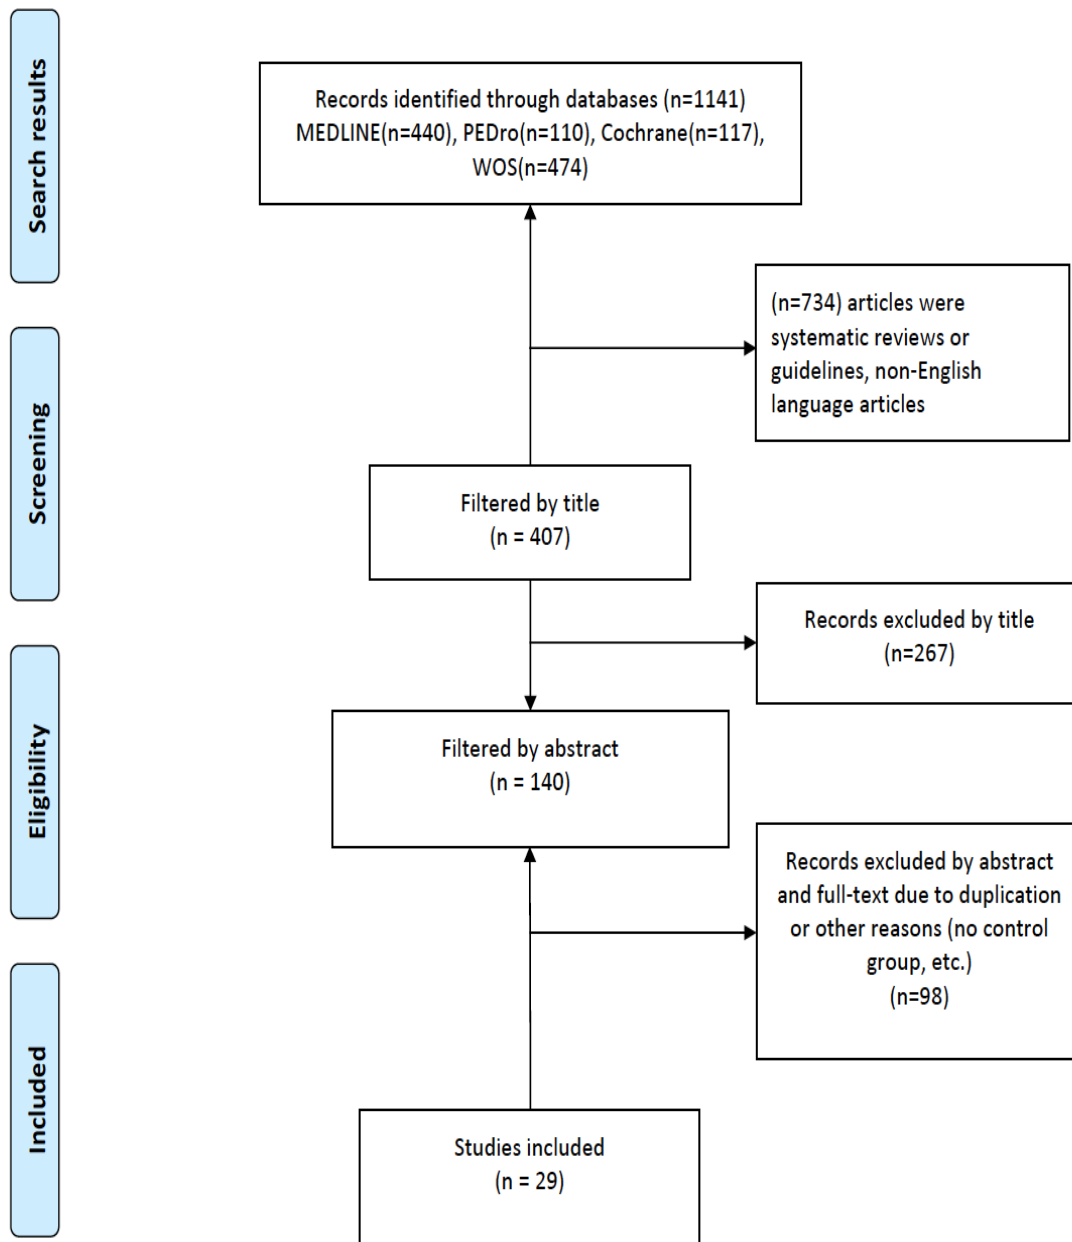 Search results
Records identified through databases (n=1141)
MEDLINE(n=440), PEDro(n=110), Cochrane(n=117),
WOS(n=474)
(n=734) articles were
systematic reviews or
guidelines, non-English
language articles
Screening
Filtered by title
(n = 407)
Records excluded by title
(n=267)
Eligibility
Filtered by abstract
(n = 140)
Records excluded by abstract
and full-text due to duplication
or other reasons (no control
group, etc.)
(n=98)
Included
Studies included
(n = 29)